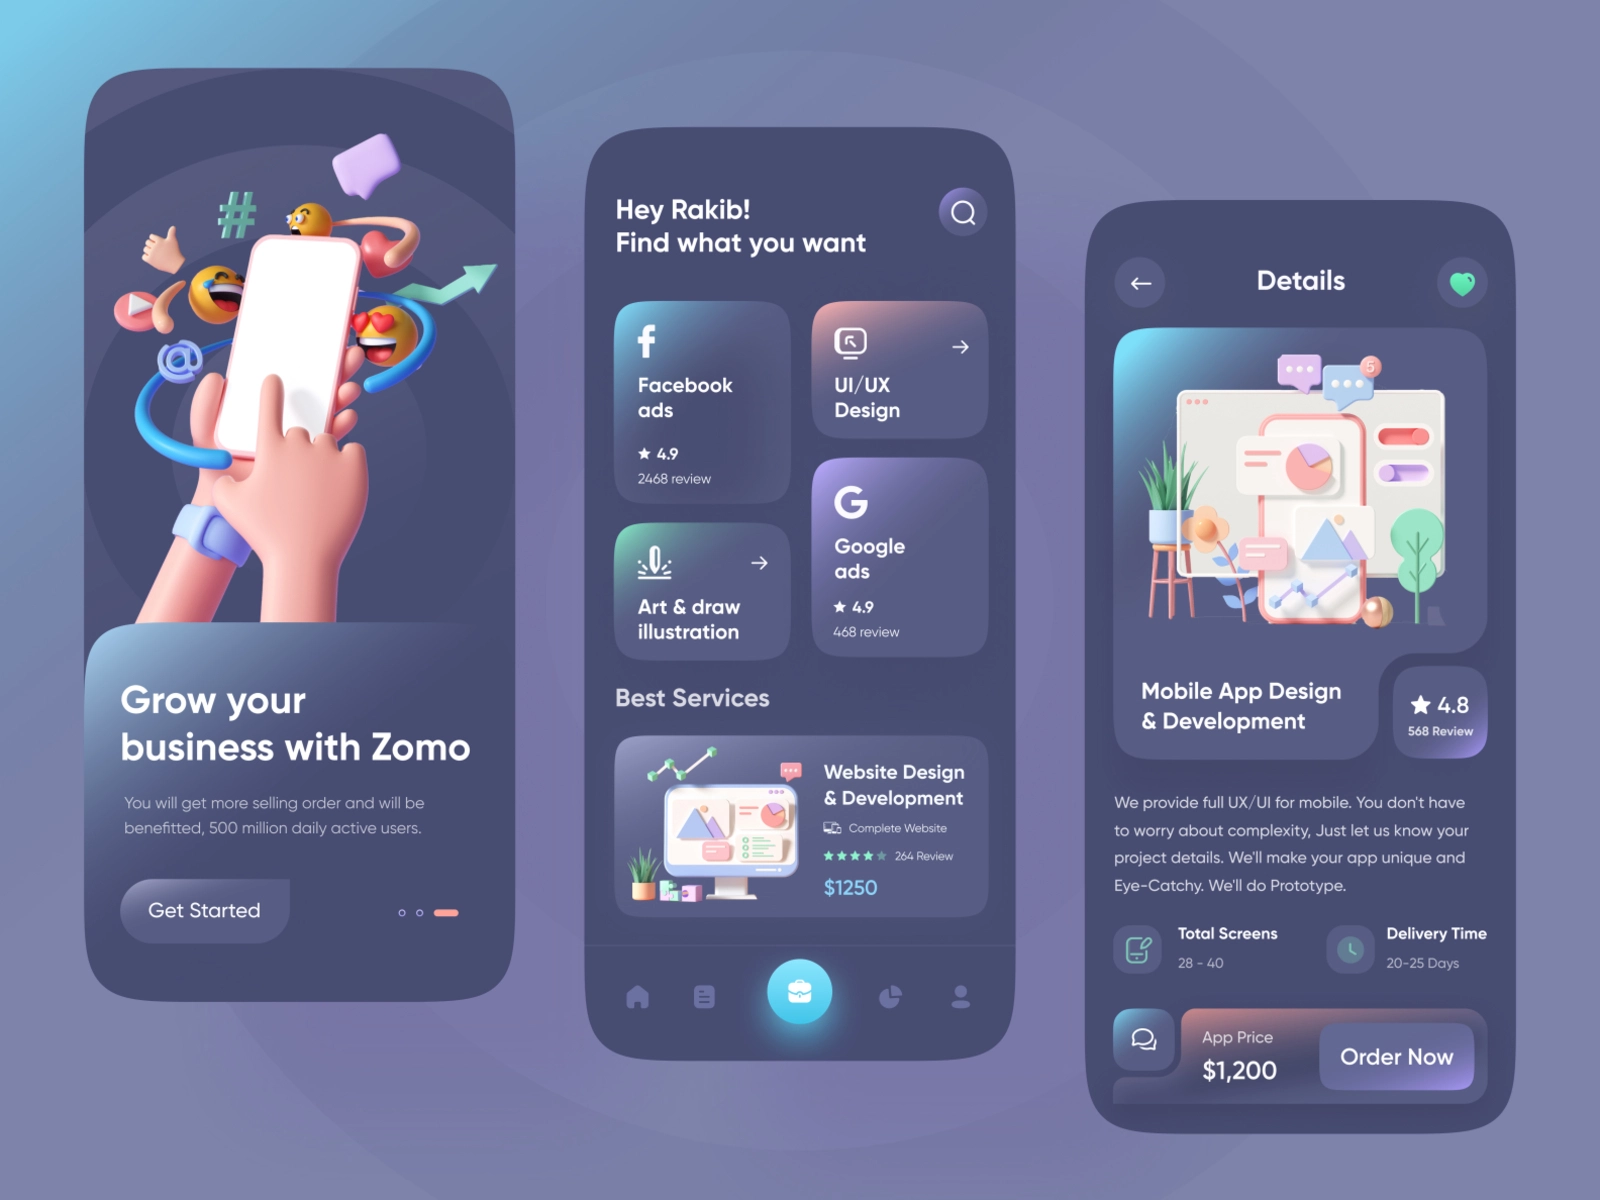 Grow your
business with Zomo
You will get more selling order and will be
benefitted, 500 million daily active users.
Get Started
Hey Rakib!
Find what you want
Facebook
ads
4.9
2468 review
UI/UX
Design
Art & draw
illustration
Google
ads
4.9
468 review
Best Services
Website Design
& Development
Complete Website
264 Review
$1250
Details
5
Mobile App Design
& Development
4.8
568 Review
We provide full UX/UI for mobile. You don't have
to worry about complexity, Just let us know your
project details. We'll make your app unique and
Eye-Catchy. We'll do Prototype.
Total Screens
28 - 40
Delivery Time
20-25 Days
App Price
$1,200
Order Now